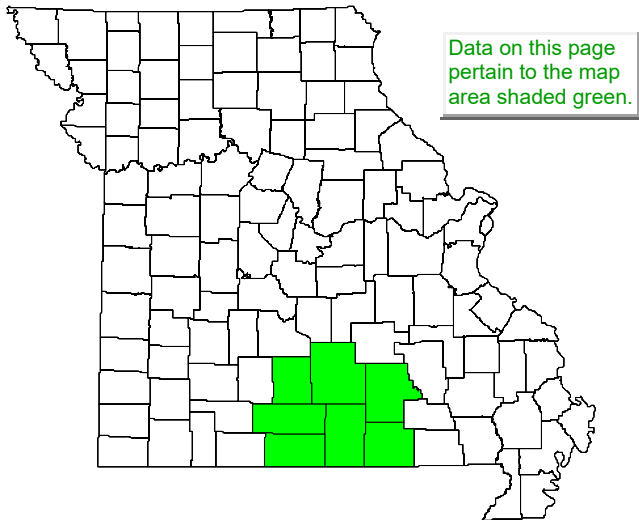 Data on this page
pertain to the map
area shaded green.